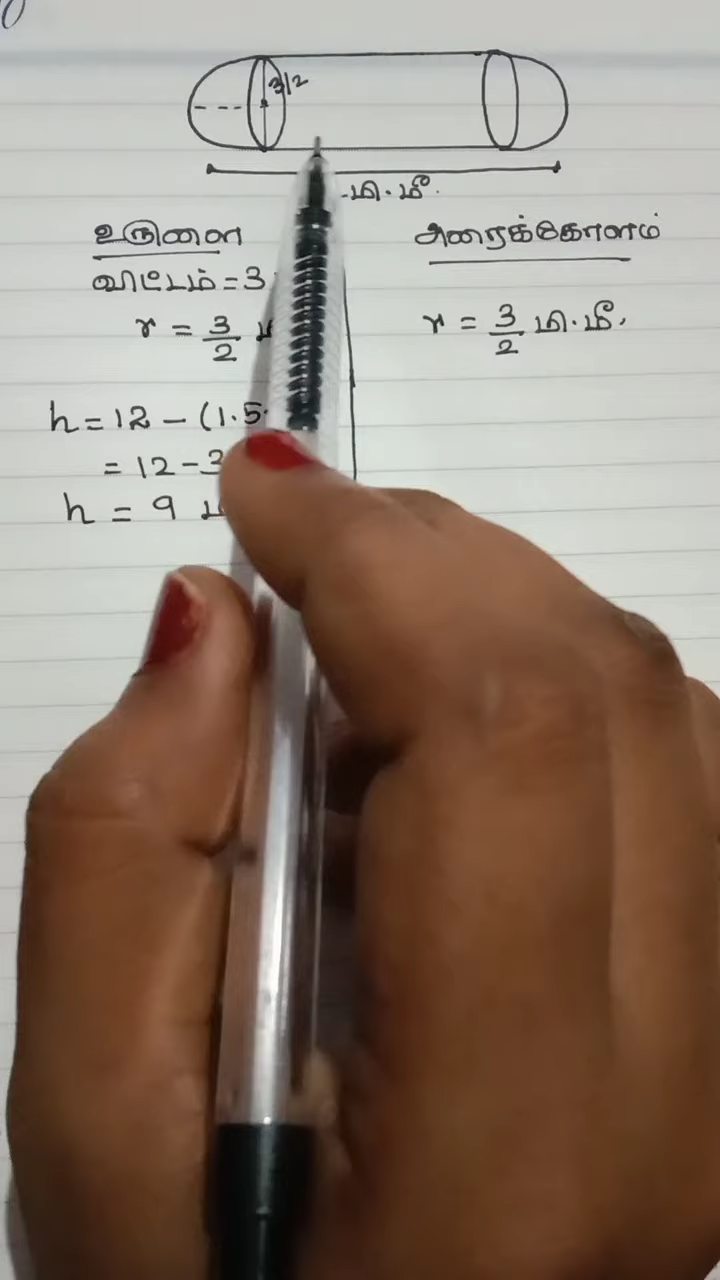 3/2
மி.மீ.
உருளை
விட்டம் = 3
r = 3/2
h = 12 - (1.5
= 12 - 3
h = 9
அரைக்கோளம்
r = 3/2 மி.மீ.